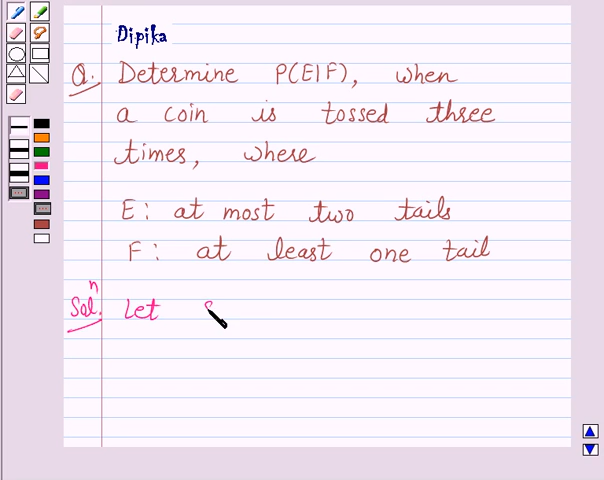 Dipika
Q. Determine P(E|F), when
a coin is tossed three
times, where
E: at most two tails
F: at least one tail
Solⁿ. Let